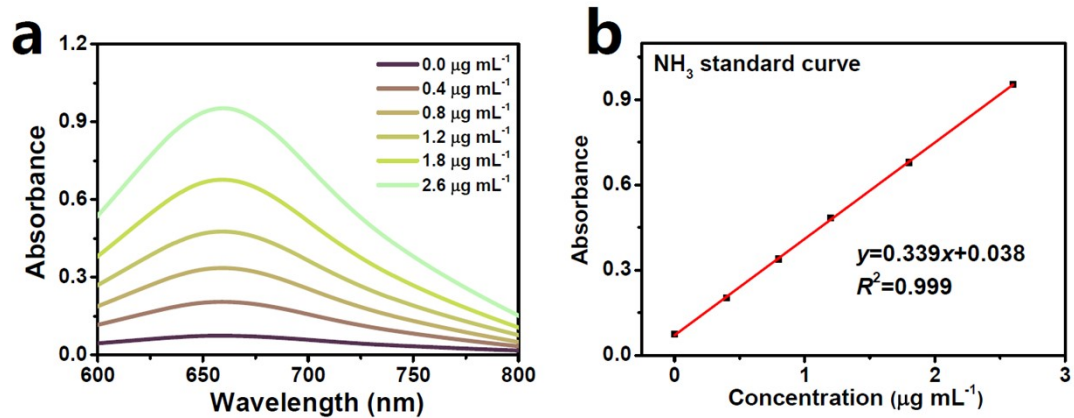 a
1.2
0.9
0.6
0.3
0.0
Absorbance
0.0 μg mL⁻¹
0.4 μg mL⁻¹
0.8 μg mL⁻¹
1.2 μg mL⁻¹
1.8 μg mL⁻¹
2.6 μg mL⁻¹
600 650 700 750 800
Wavelength (nm)
b
NH₃ standard curve
0.9
0.6
0.3
0.0
Absorbance
y=0.339x+0.038
R²=0.999
0 1 2 3
Concentration (μg mL⁻¹)